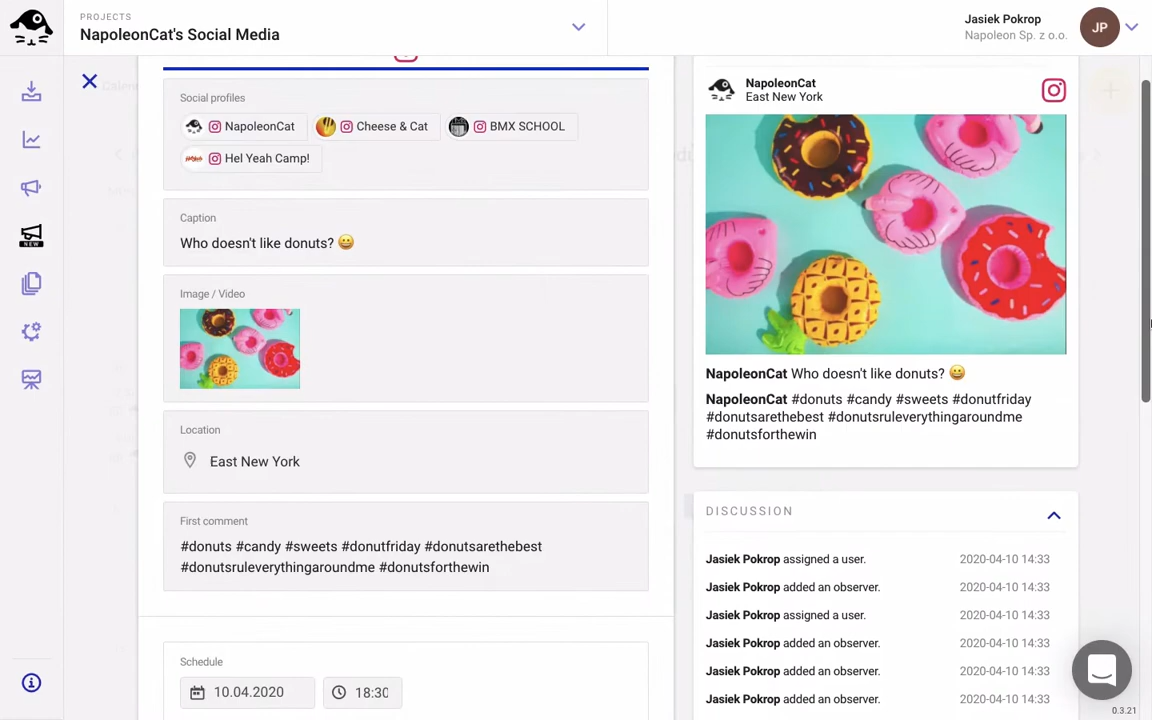 PROJECTS
NapoleonCat's Social Media
Jasiek Pokrop
Napoleon Sp. z o.o.
JP
NEW
Social profiles
NapoleonCat
Cheese & Cat
BMX SCHOOL
Hel Yeah Camp!
Caption
Who doesn't like donuts? 😀
Image / Video
Location
East New York
First comment
#donuts #candy #sweets #donutfriday #donutsarethebest
#donutsruleverythingaroundme #donutsforthewin
Schedule
10.04.2020
18:30
NapoleonCat
East New York
NapoleonCat Who doesn't like donuts? 😀
NapoleonCat #donuts #candy #sweets #donutfriday
#donutsarethebest #donutsruleverythingaroundme
#donutsforthewin
DISCUSSION
Jasiek Pokrop assigned a user. 2020-04-10 14:33
Jasiek Pokrop added an observer. 2020-04-10 14:33
Jasiek Pokrop assigned a user. 2020-04-10 14:33
Jasiek Pokrop added an observer. 2020-04-10 14:33
Jasiek Pokrop added an observer. 2020-04-10 14:33
Jasiek Pokrop added an observer. 2020-04-10 14:33
0.3.21